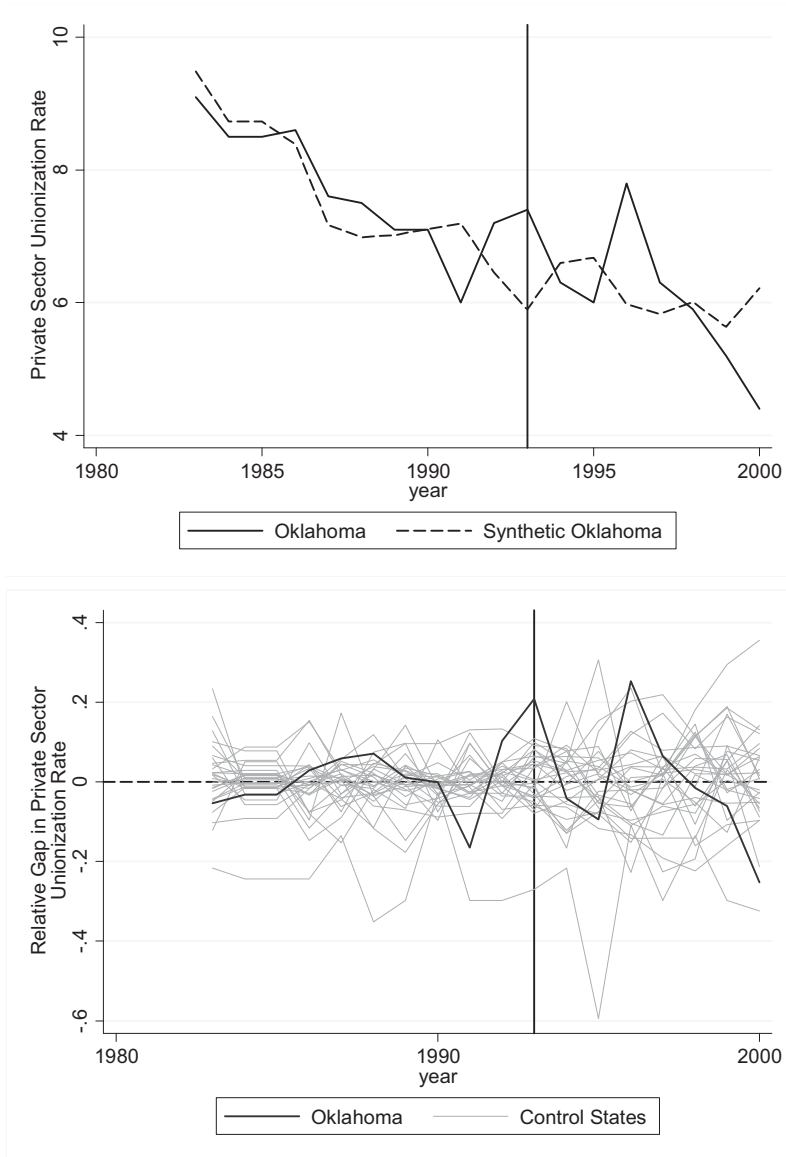 Private Sector Unionization Rate
10
8
6
4
1980 1985 1990 1995 2000
year
Oklahoma Synthetic Oklahoma
Relative Gap in Private Sector
Unionization Rate
.4
.2
0
-.2
-.4
-.6
1980 1990 2000
year
Oklahoma Control States